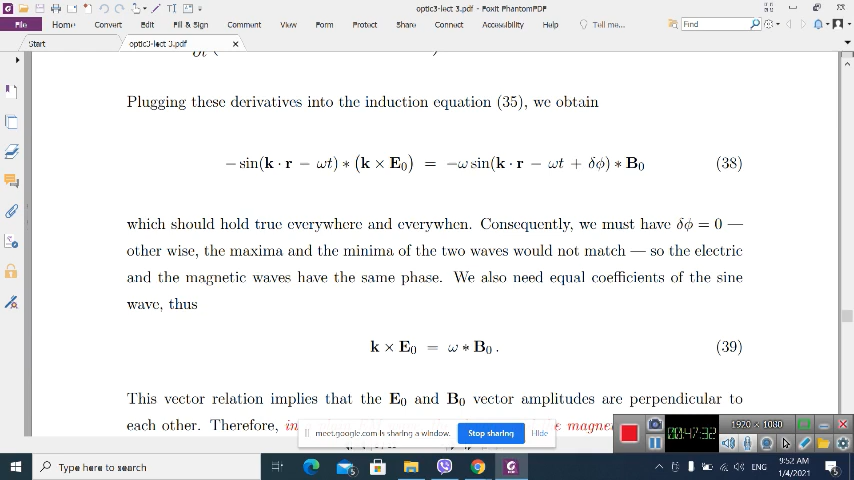 optic3-lect 3.pdf - Foxit PhantomPDF
File Home Convert Edit Fill & Sign Comment View Form Protect Share Connect Accessibility Help Tell me... Find
Start optic3-lect 3.pdf
Plugging these derivatives into the induction equation (35), we obtain
− sin(k · r − ωt) ∗ (k × E₀) = −ω sin(k · r − ωt + δϕ) ∗ B₀ (38)
which should hold true everywhere and everywhen. Consequently, we must have δϕ = 0 —
other wise, the maxima and the minima of the two waves would not match — so the electric
and the magnetic waves have the same phase. We also need equal coefficients of the sine
wave, thus
k × E₀ = ω ∗ B₀ . (39)
This vector relation implies that the E₀ and B₀ vector amplitudes are perpendicular to
each other. Therefore,
meet.google.com is sharing a window. Stop sharing Hide
00:47:32 1920 × 1080
Type here to search
ENG 9:52 AM
1/4/2021